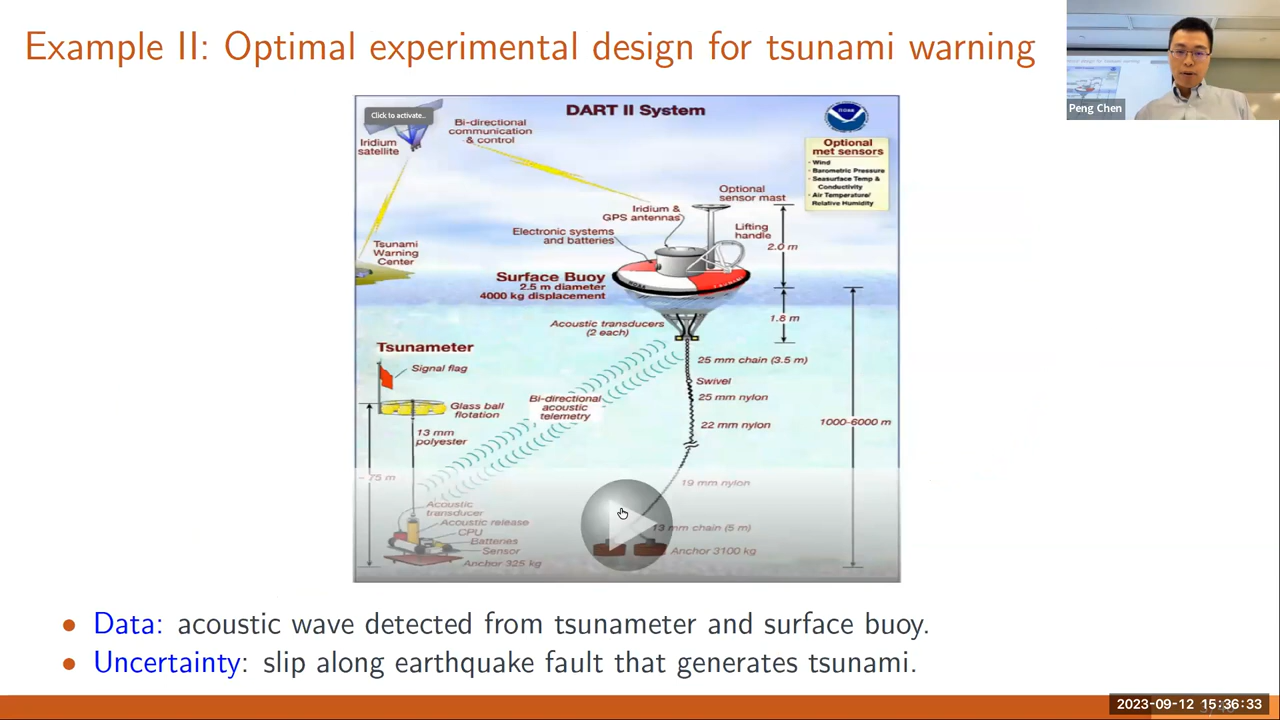 Example II: Optimal experimental design for tsunami warning
Peng Chen
DART II System
Click to activate...
Iridium
satellite
Bi-directional
communication
& control
Optional
met sensors
- Wind
- Barometric Pressure
- Seasurface Temp &
Conductivity
- Air Temperature/
Relative Humidity
Optional
sensor mast
Iridium &
GPS antennas
Electronic systems
and batteries
Lifting
handle
2.0 m
Tsunami
Warning
Center
Surface Buoy
2.5 m diameter
4000 kg displacement
1.8 m
Acoustic transducers
(2 each)
Tsunameter
Signal flag
25 mm chain (3.5 m)
Swivel
25 mm nylon
Glass ball
flotation
Bi-directional
acoustic
telemetry
22 mm nylon
1000-6000 m
13 mm
polyester
~ 75 m
19 mm nylon
Acoustic
transducer
Acoustic release
CPU
Batteries
Sensor
Anchor 325 kg
13 mm chain (5 m)
Anchor 3100 kg
• Data: acoustic wave detected from tsunameter and surface buoy.
• Uncertainty: slip along earthquake fault that generates tsunami.
2023-09-12 15:36:33